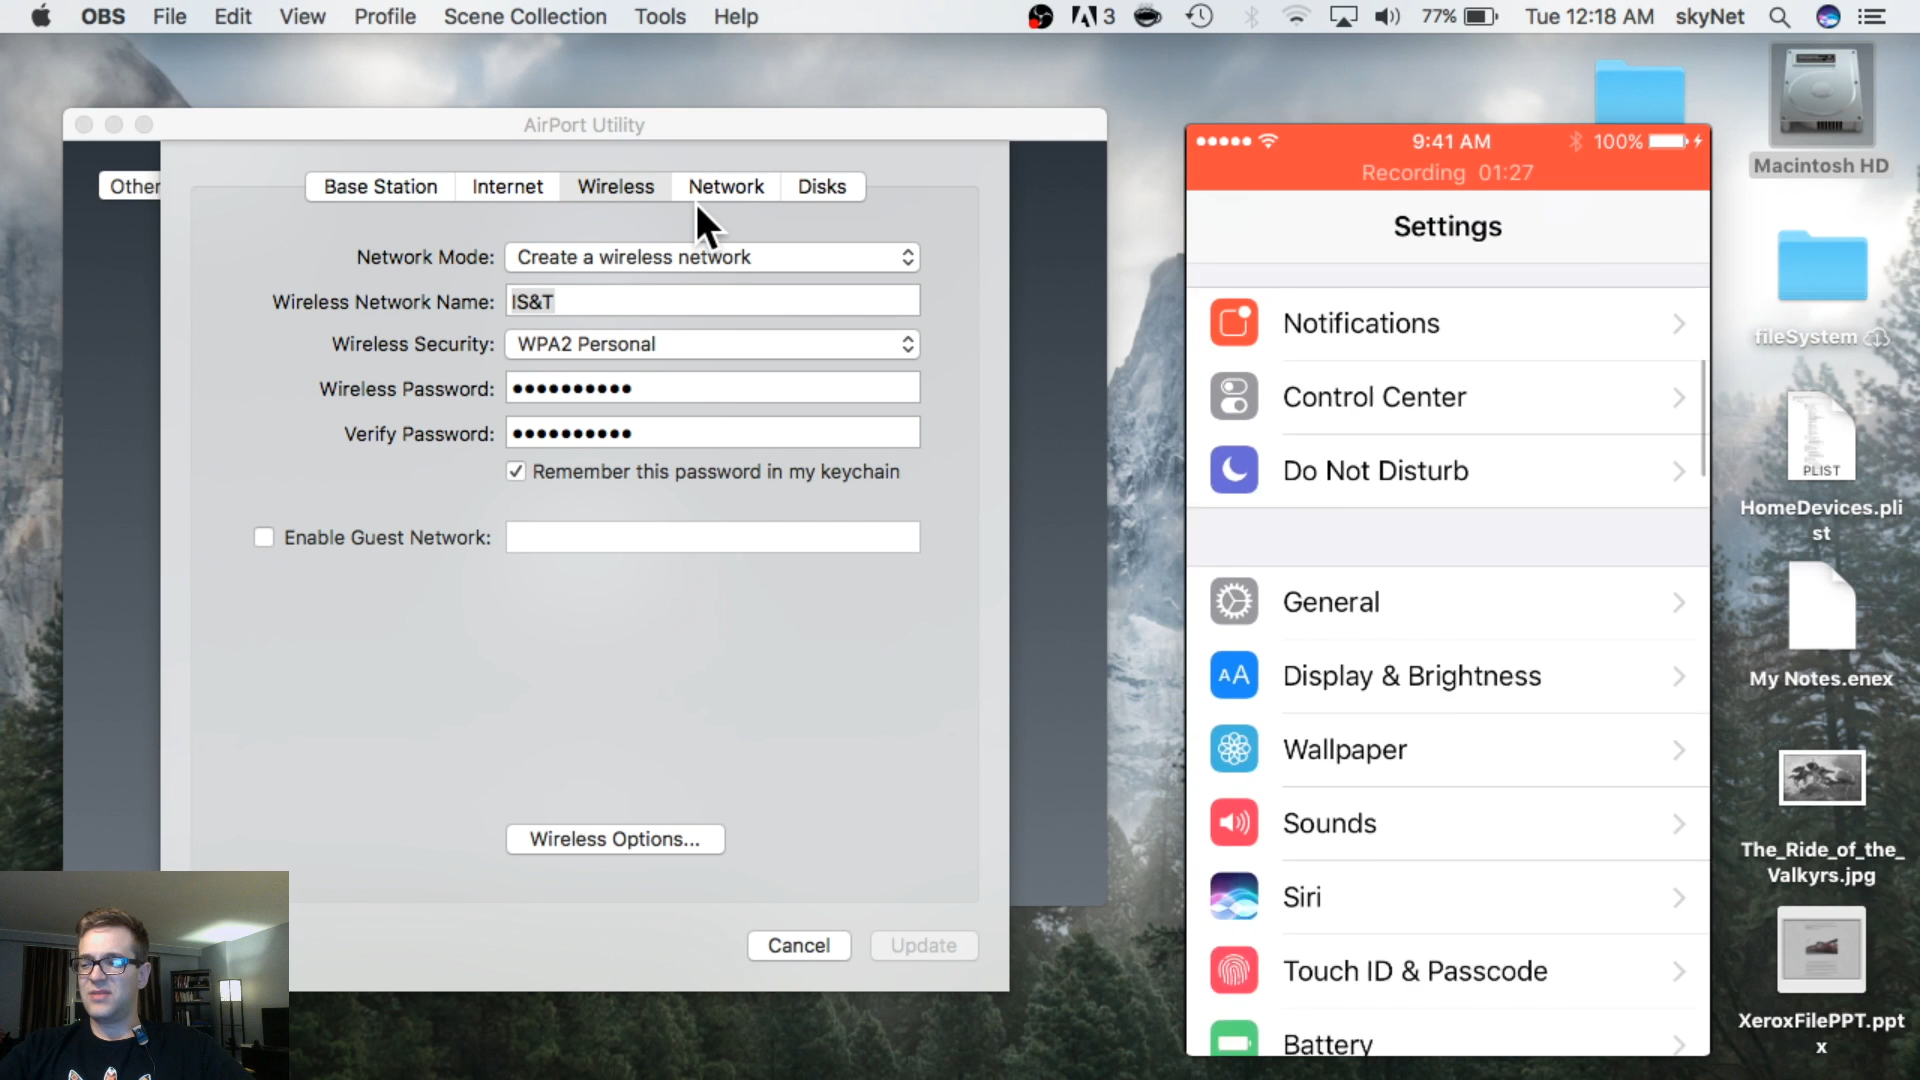 OBS File Edit View Profile Scene Collection Tools Help 3 77% Tue 12:18 AM skyNet
AirPort Utility
Other
Base Station Internet Wireless Network Disks
Network Mode: Create a wireless network
Wireless Network Name: IS&T
Wireless Security: WPA2 Personal
Wireless Password: ••••••••••
Verify Password: ••••••••••
Remember this password in my keychain
Enable Guest Network:
Wireless Options...
Cancel Update
9:41 AM 100%
Recording 01:27
Settings
Notifications
Control Center
Do Not Disturb
General
Display & Brightness
AA
Wallpaper
Sounds
Siri
Touch ID & Passcode
Battery
Macintosh HD
fileSystem
PLIST
HomeDevices.pli
st
My Notes.enex
The_Ride_of_the_
Valkyrs.jpg
XeroxFilePPT.ppt
x